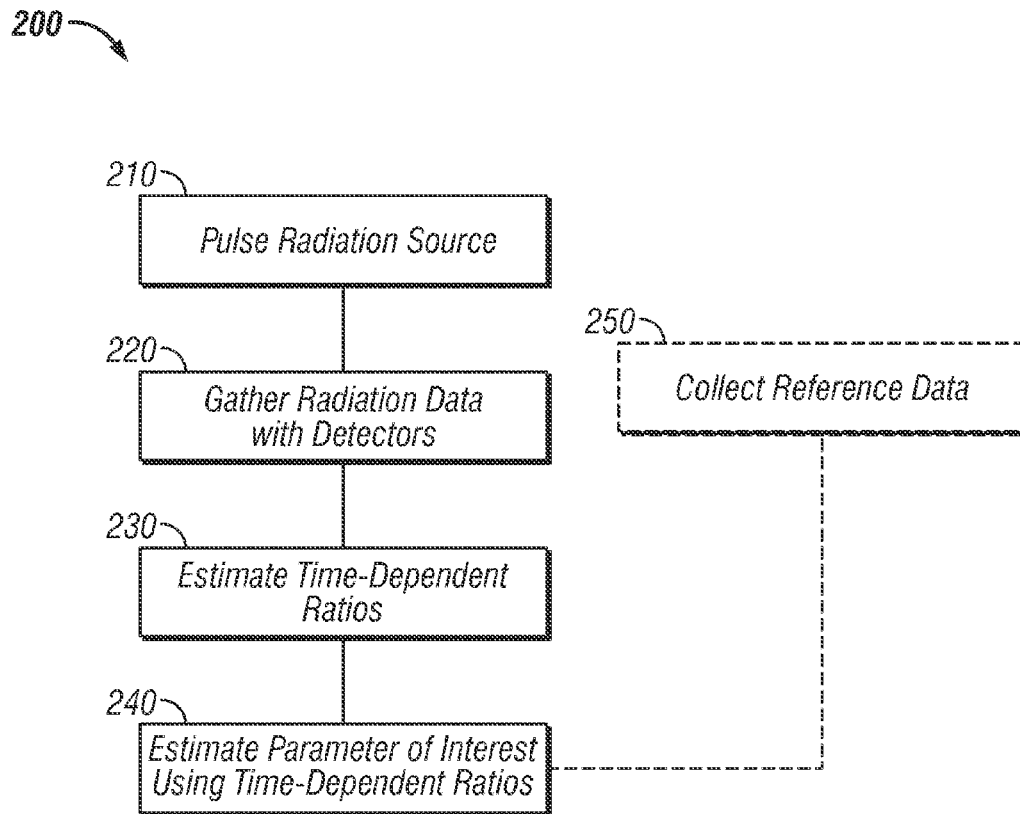 200
210
Pulse Radiation Source
220
Gather Radiation Data
with Detectors
230
Estimate Time-Dependent
Ratios
240
Estimate Parameter of Interest
Using Time-Dependent Ratios
250
Collect Reference Data